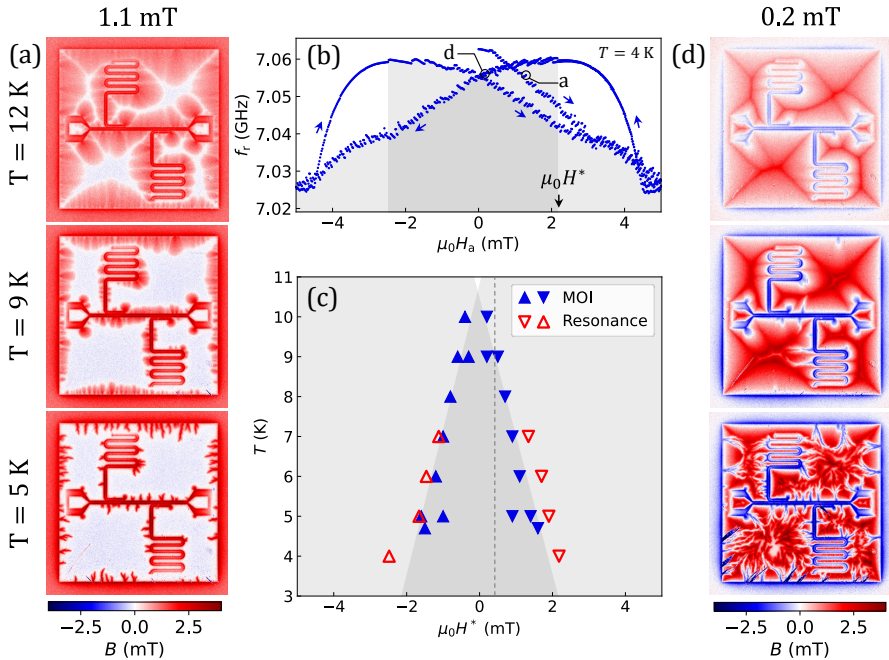 1.1 mT
0.2 mT
(a)
T = 12 K
T = 9 K
T = 5 K
−2.5 0.0 2.5
B (mT)
(b)
d
a
T = 4 K
7.06
7.05
7.04
7.03
7.02
fr (GHz)
μ0H*
−4 −2 0 2 4
μ0Ha (mT)
(c)
MOI
Resonance
11
10
9
8
7
6
5
4
3
T (K)
−4 −2 0 2 4
μ0H* (mT)
(d)
−2.5 0.0 2.5
B (mT)